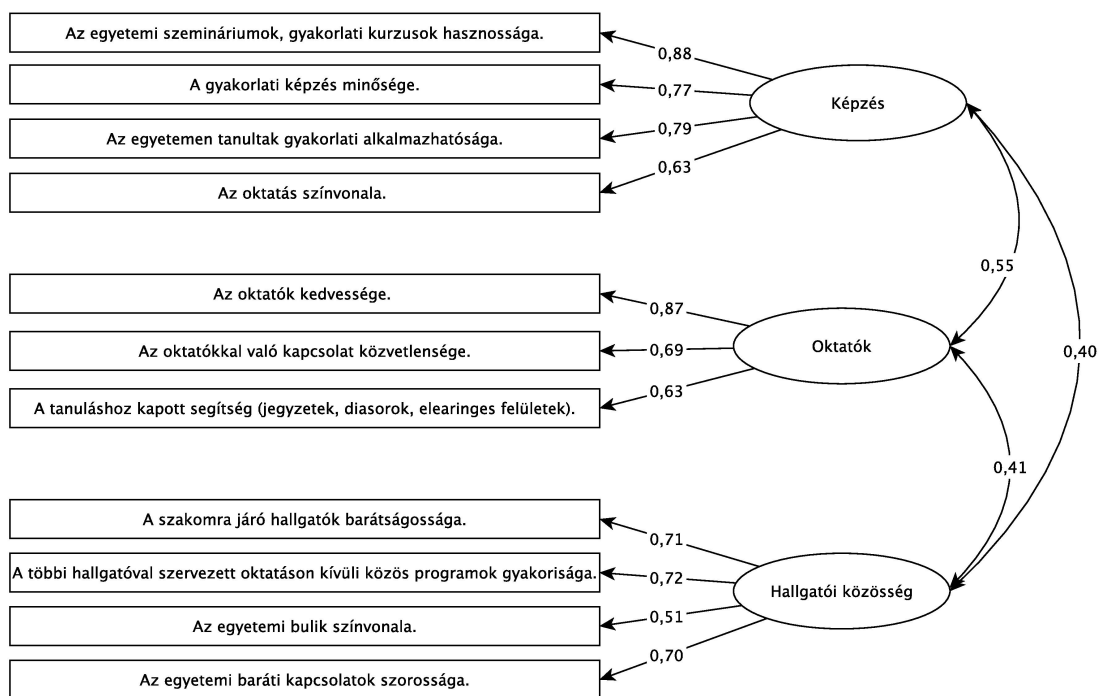 Az egyetemi szemináriumok, gyakorlati kurzusok hasznossága.
0,88
A gyakorlati képzés minősége.
0,77
Képzés
Az egyetemen tanultak gyakorlati alkalmazhatósága.
0,79
Az oktatás színvonala.
0,63
0,55
Az oktatók kedvessége.
0,87
Az oktatókkal való kapcsolat közvetlensége.
0,69
Oktatók
0,40
A tanuláshoz kapott segítség (jegyzetek, diasorok, elearinges felületek).
0,63
0,41
A szakomra járó hallgatók barátságossága.
0,71
A többi hallgatóval szervezett oktatáson kívüli közös programok gyakorisága.
0,72
Hallgatói közösség
Az egyetemi bulik színvonala.
0,51
Az egyetemi baráti kapcsolatok szorossága.
0,70